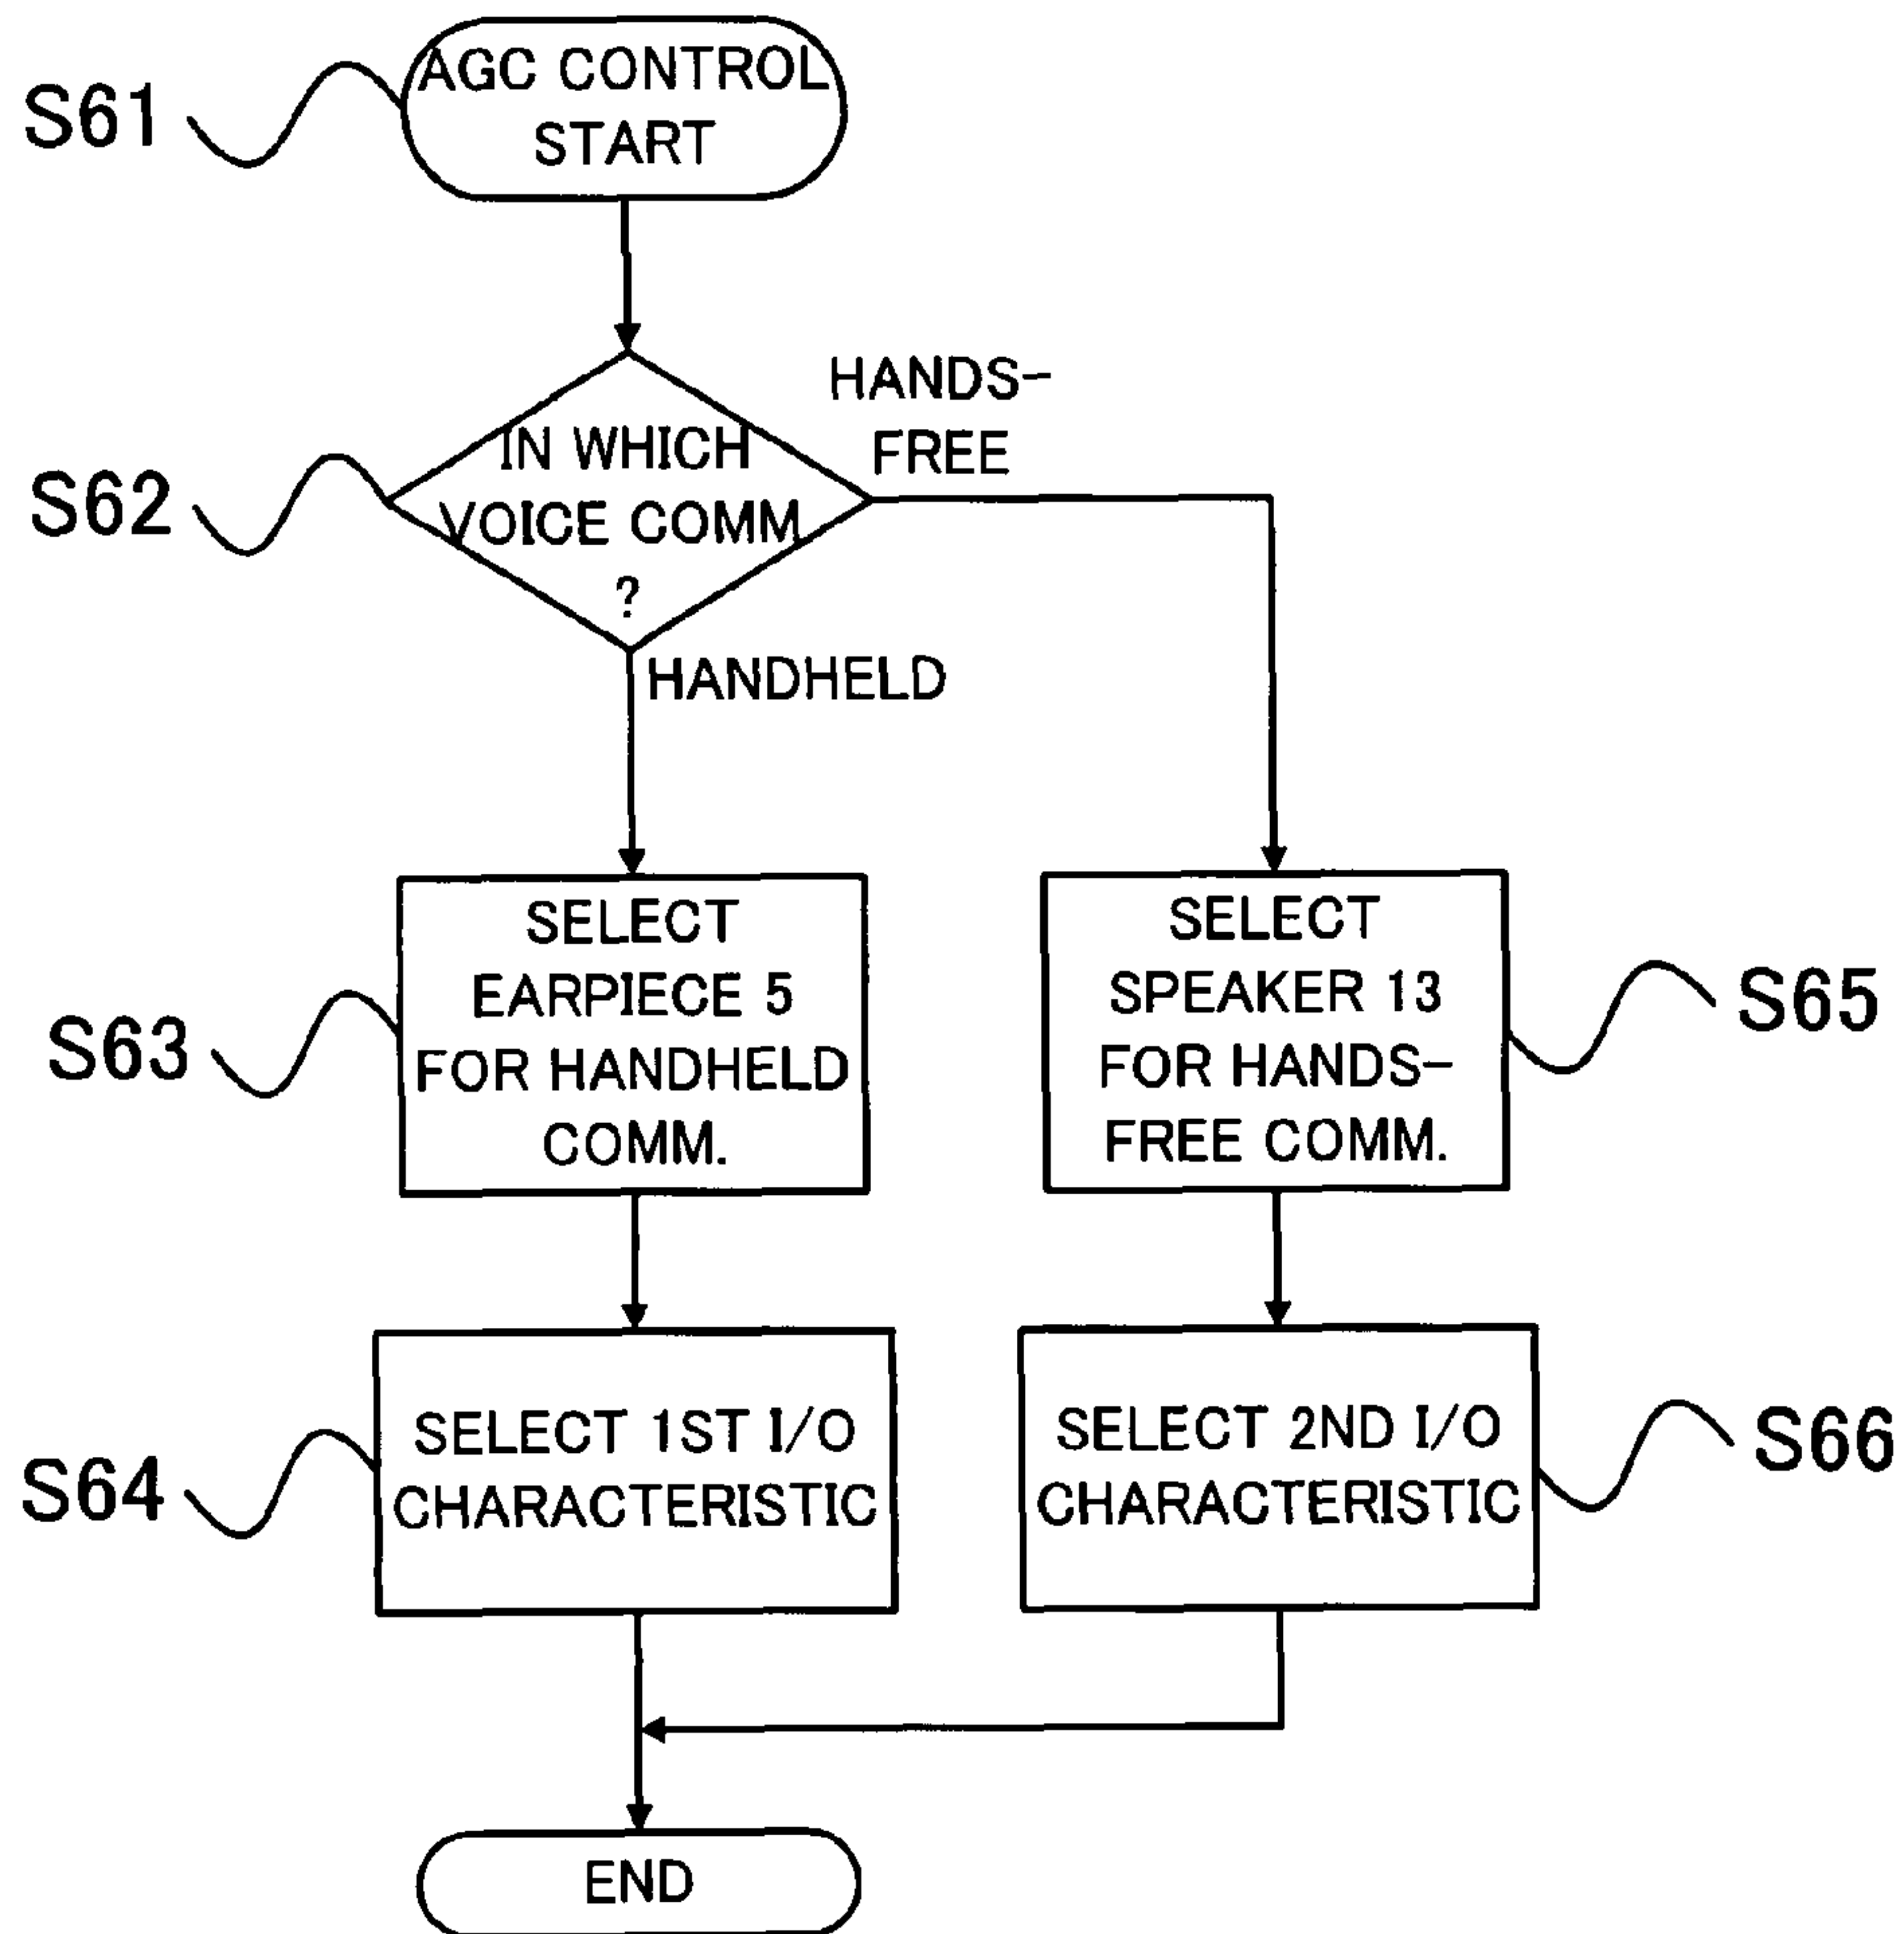 S61
AGC CONTROL
START
S62
IN WHICH
VOICE COMM
?
HANDS-
FREE
HANDHELD
S63
SELECT
EARPIECE 5
FOR HANDHELD
COMM.
SELECT
SPEAKER 13
FOR HANDS-
FREE COMM.
S65
S64
SELECT 1ST I/O
CHARACTERISTIC
SELECT 2ND I/O
CHARACTERISTIC
S66
END